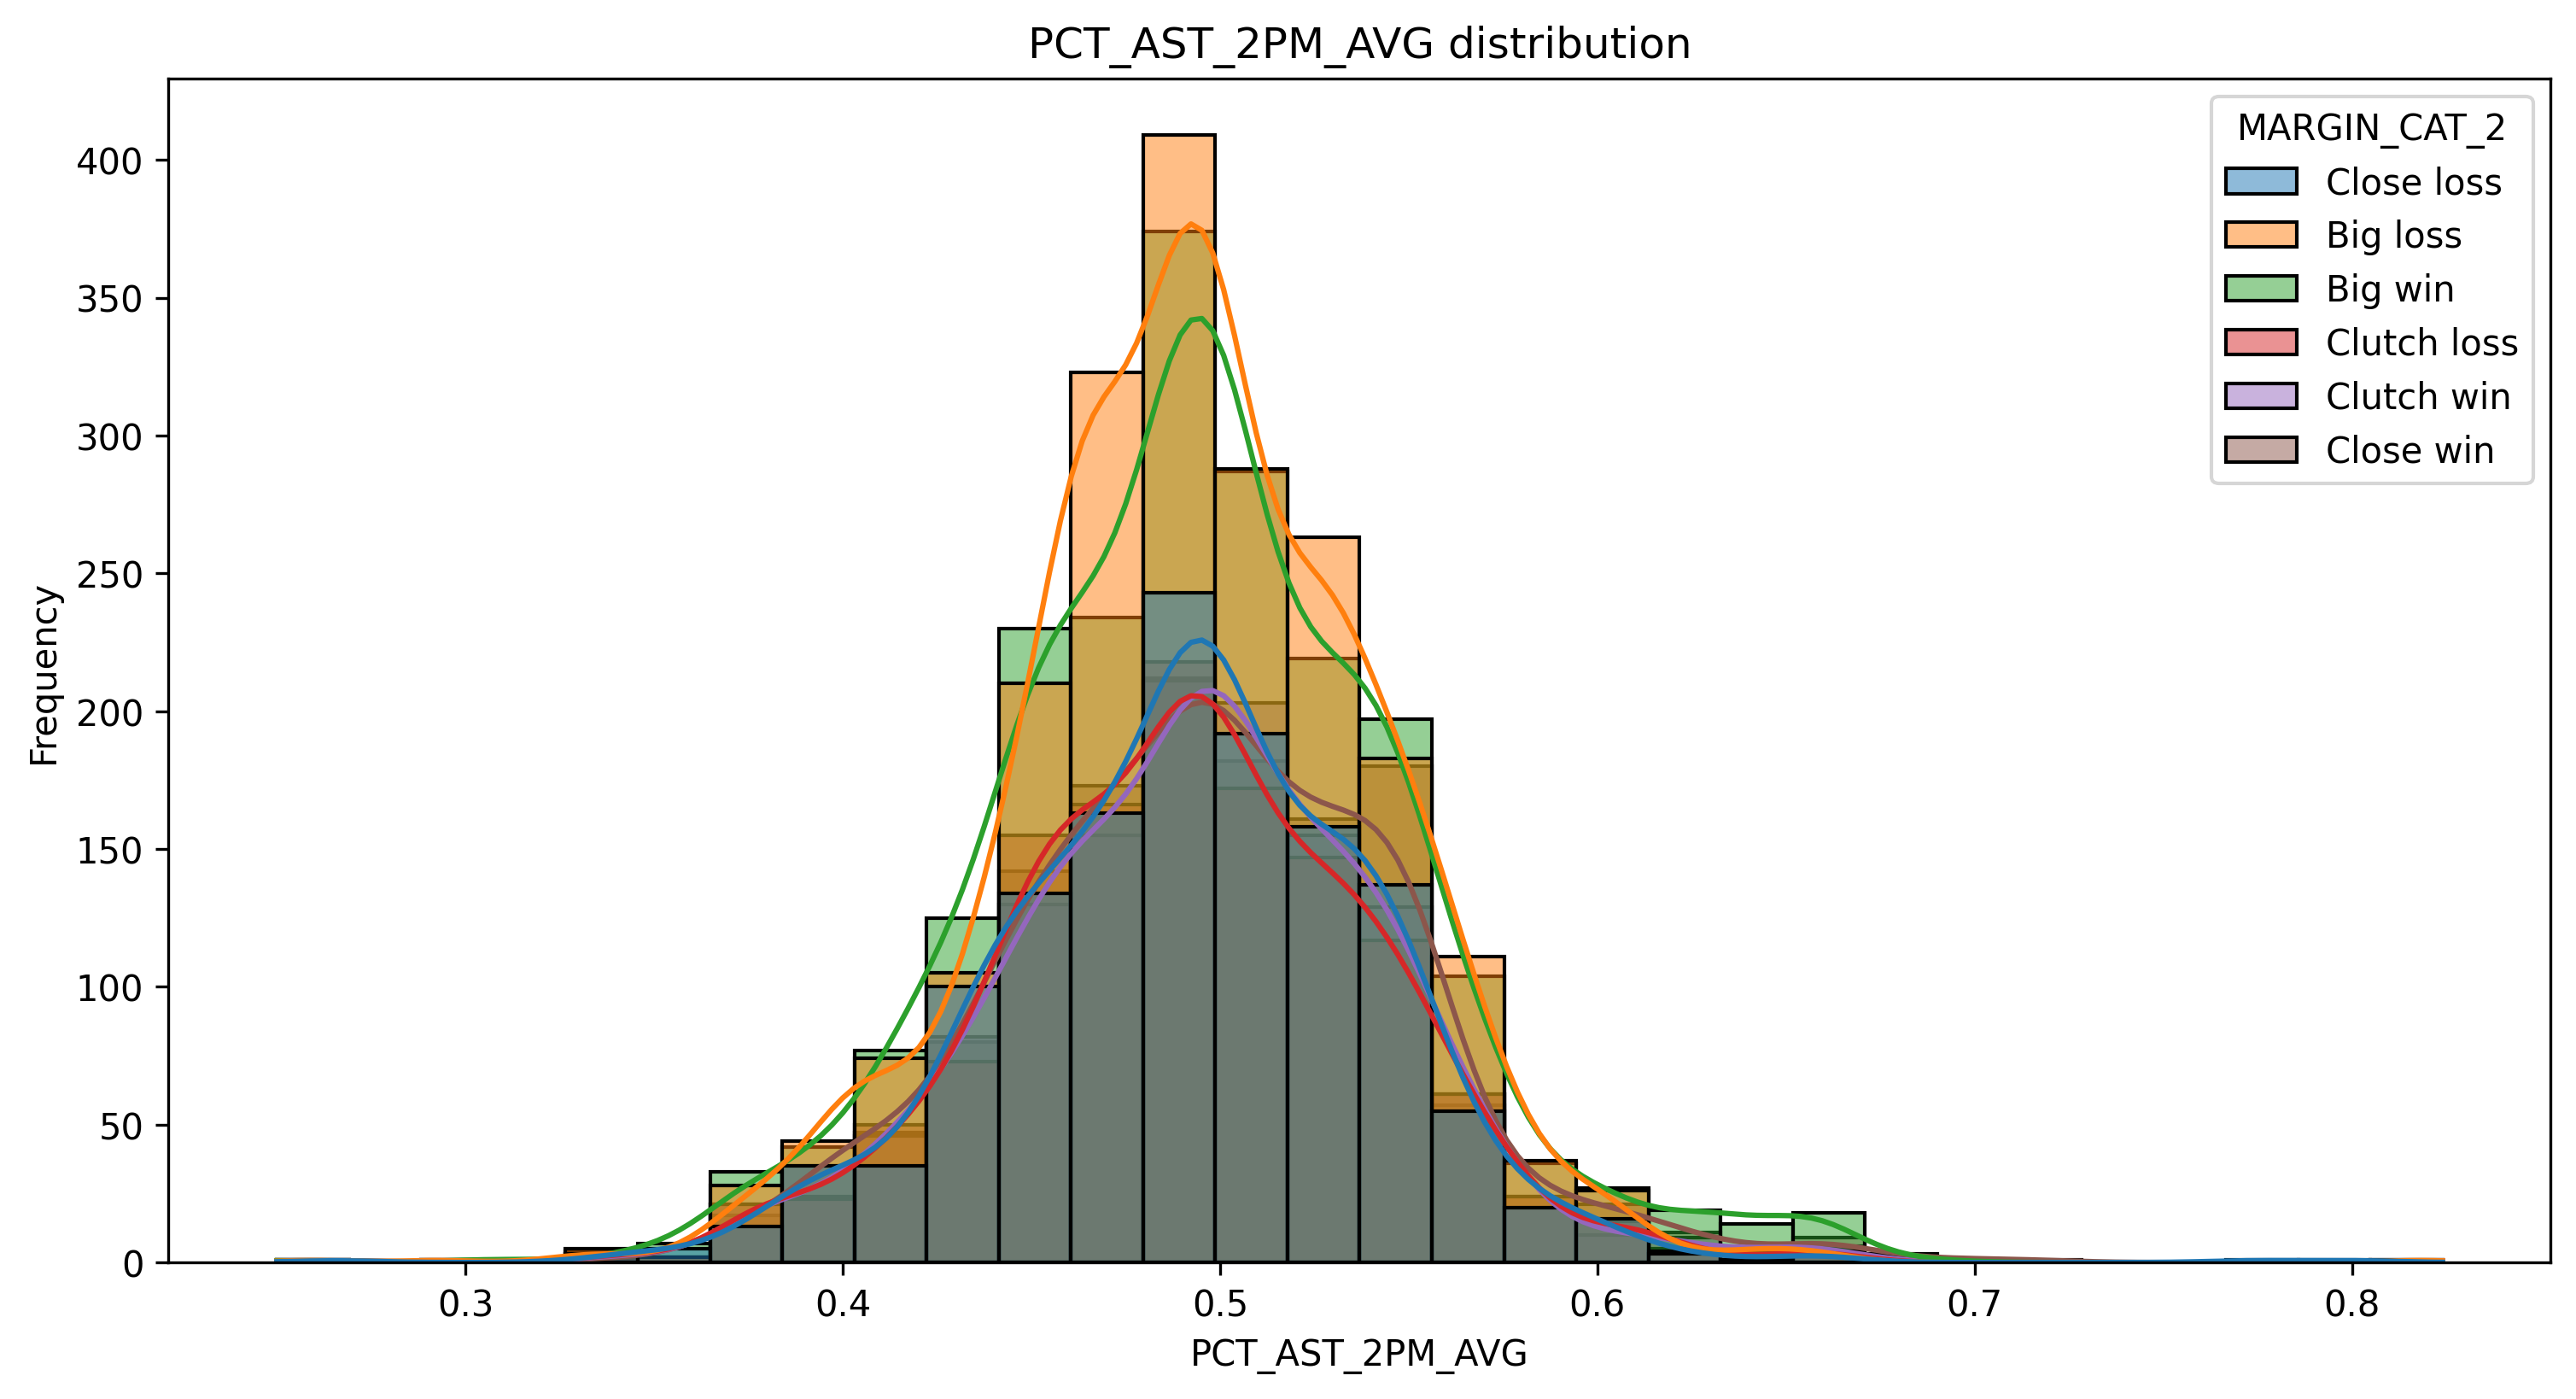 PCT_AST_2PM_AVG distribution
MARGIN_CAT_2
Close loss
Big loss
Big win
Clutch loss
Clutch win
Close win
Frequency
400
350
300
250
200
150
100
50
0
0.3 0.4 0.5 0.6 0.7 0.8
PCT_AST_2PM_AVG